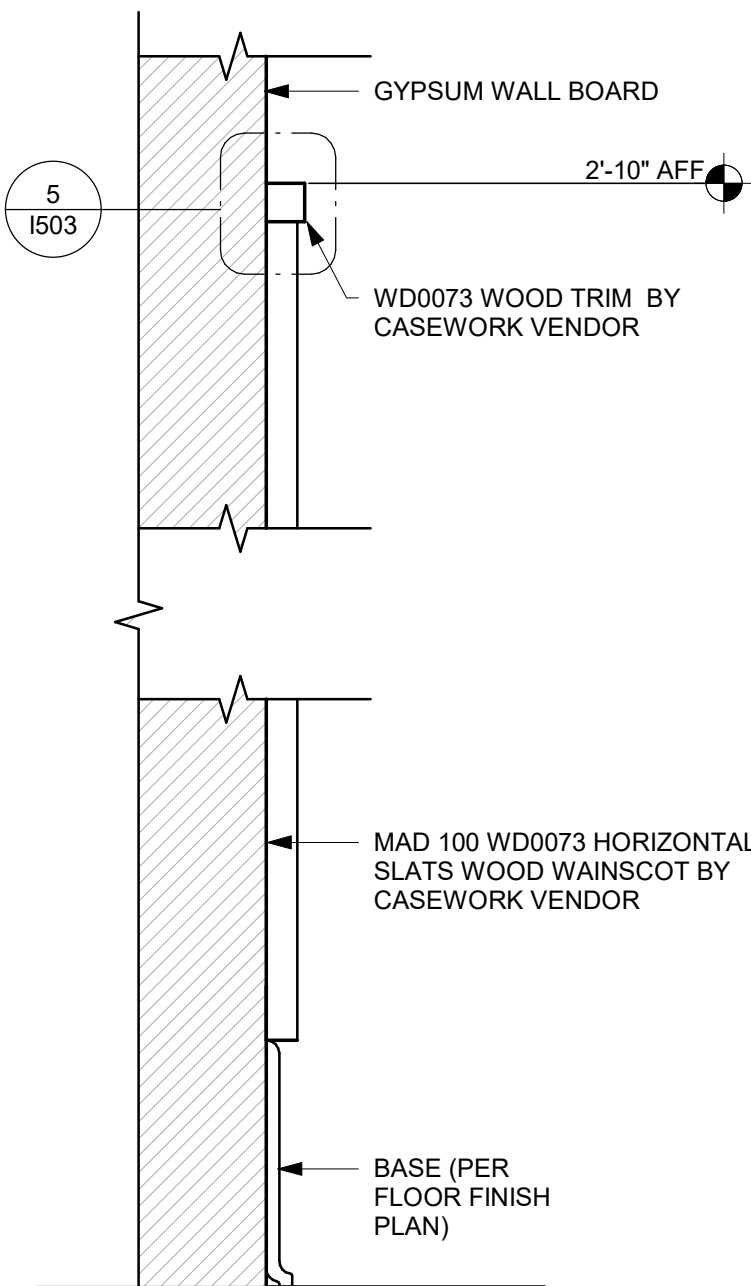 GYPSUM WALL BOARD
2'-10" AFF
5
I503
WD0073 WOOD TRIM  BY
CASEWORK VENDOR
MAD 100 WD0073 HORIZONTAL
SLATS WOOD WAINSCOT BY
CASEWORK VENDOR
BASE (PER
FLOOR FINISH
PLAN)